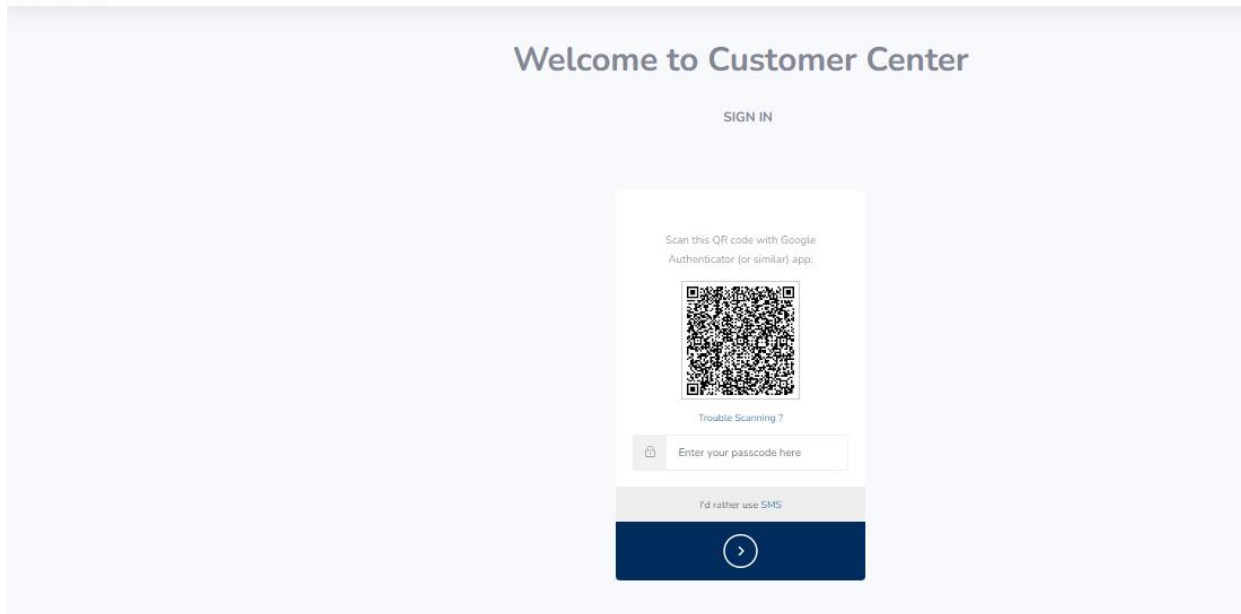 Welcome to Customer Center
SIGN IN
Scan this QR code with Google
Authenticator (or similar) app:
Trouble Scanning ?
Enter your passcode here
I'd rather use SMS